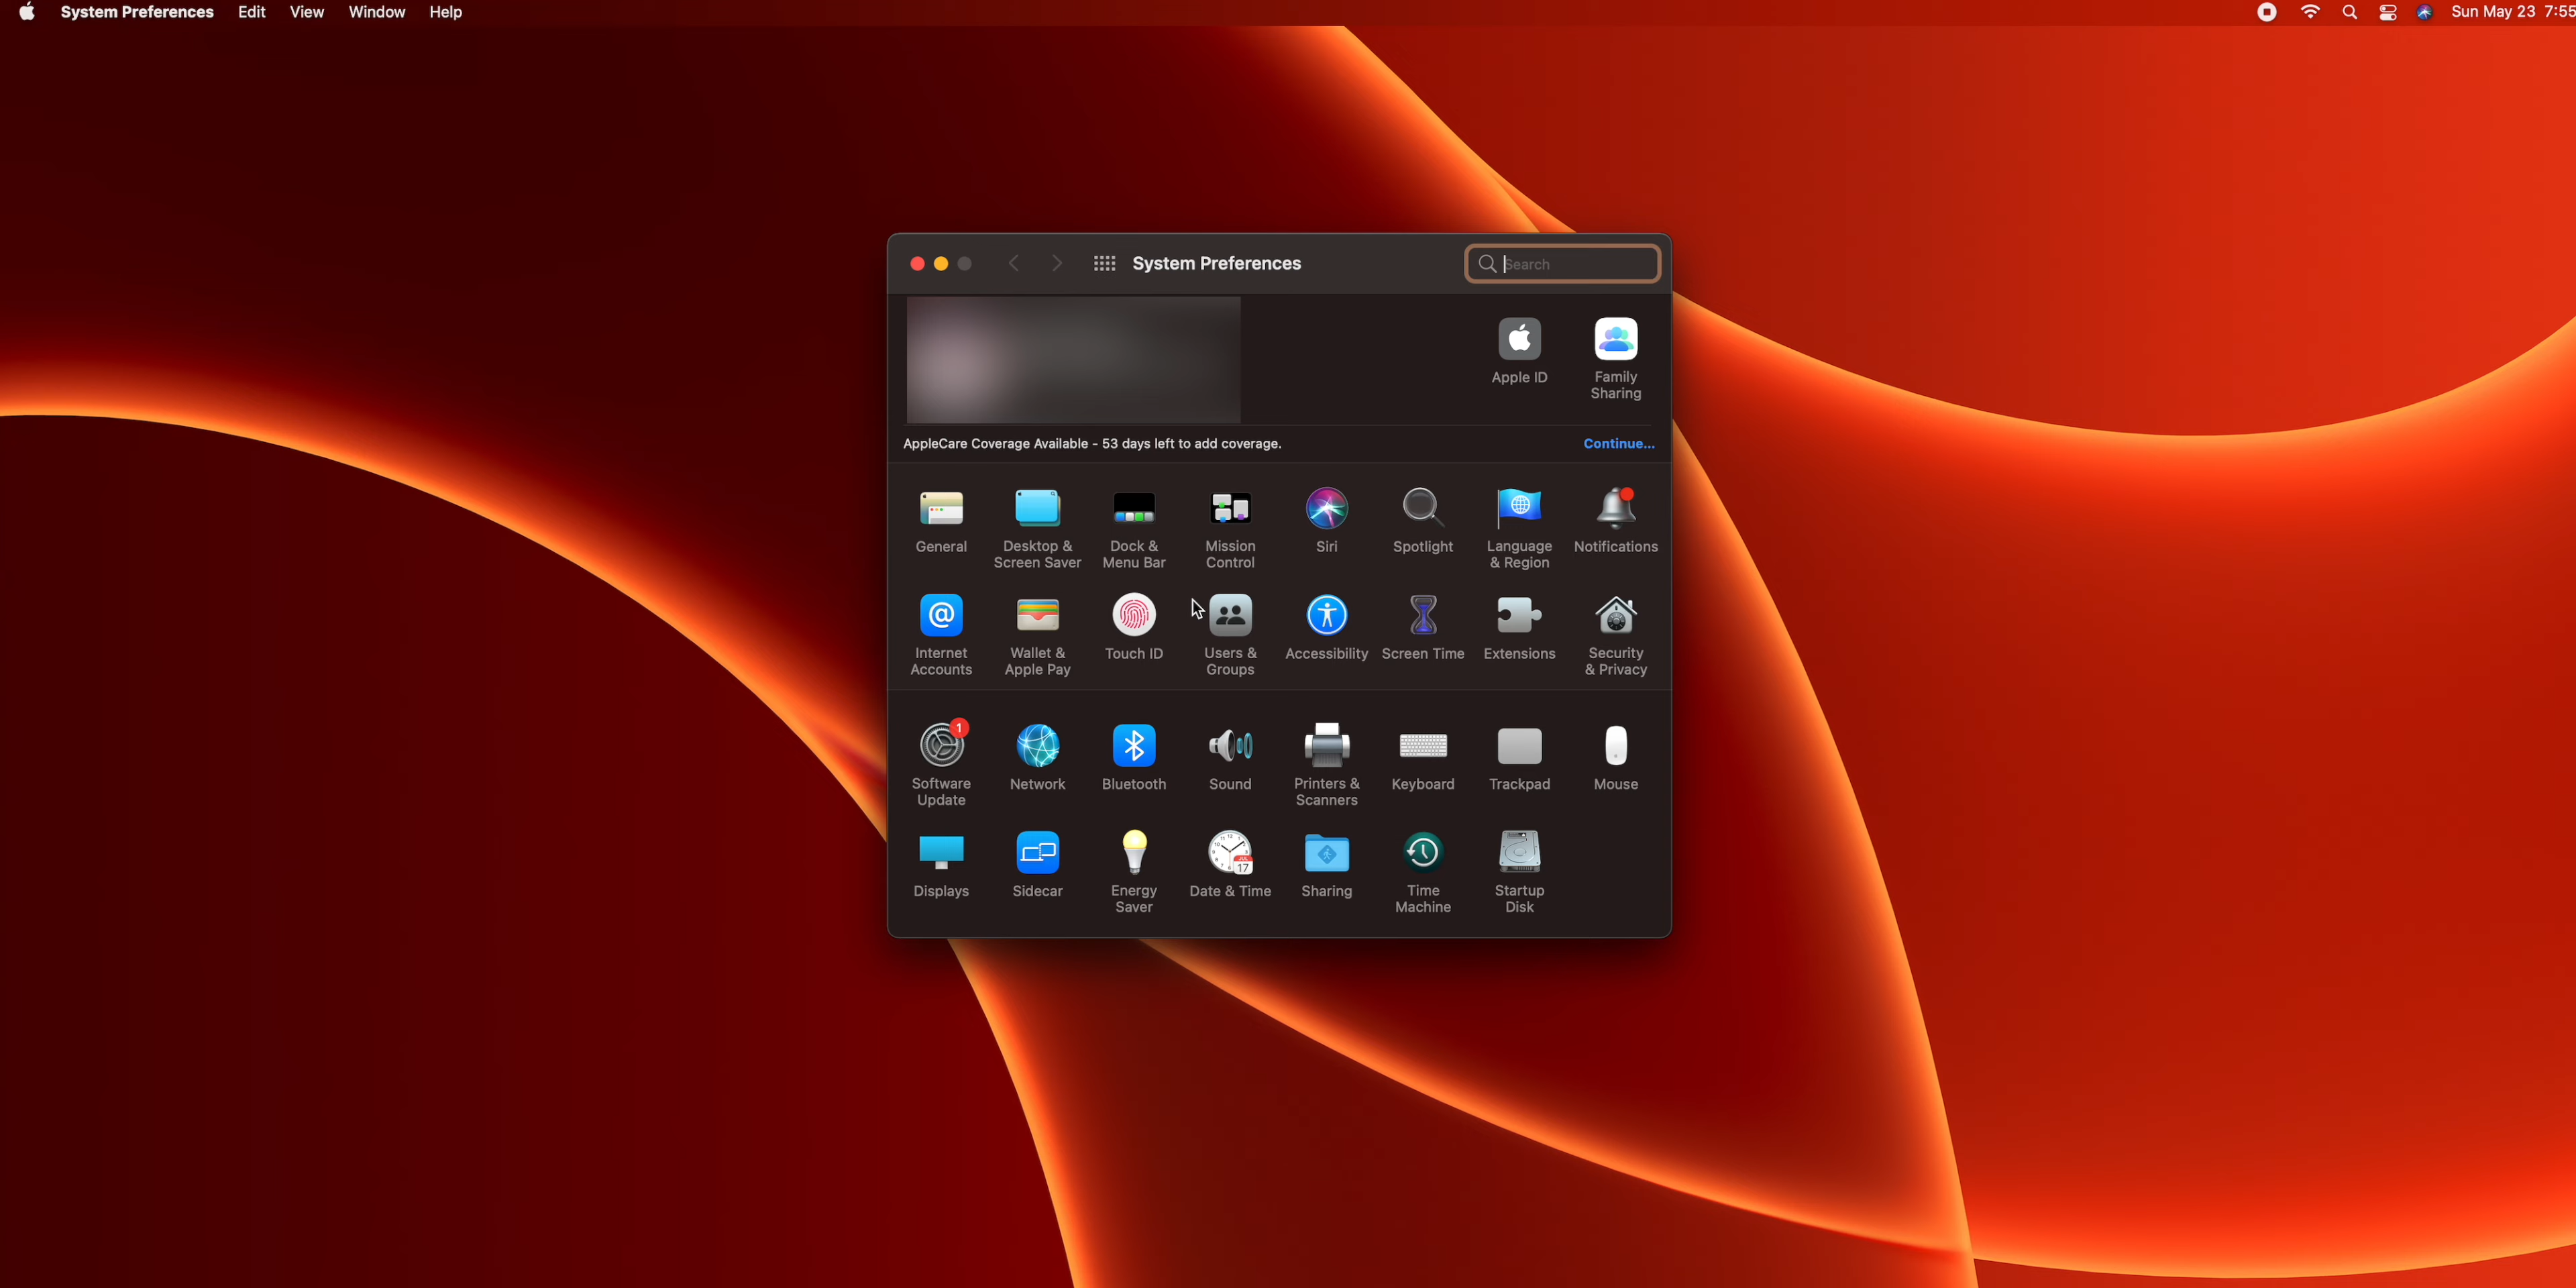 System Preferences Edit View Window Help
Sun May 23 7:55
System Preferences
Search
Apple ID
Family
Sharing
AppleCare Coverage Available - 53 days left to add coverage.
Continue...
General
Desktop &
Screen Saver
Dock &
Menu Bar
Mission
Control
Siri
Spotlight
Language
& Region
Notifications
Internet
Accounts
Wallet &
Apple Pay
Touch ID
Users &
Groups
Accessibility
Screen Time
Extensions
Security
& Privacy
1
Software
Update
Network
Bluetooth
Sound
Printers &
Scanners
Keyboard
Trackpad
Mouse
Displays
Sidecar
Energy
Saver
JUL
17
Date & Time
Sharing
Time
Machine
Startup
Disk